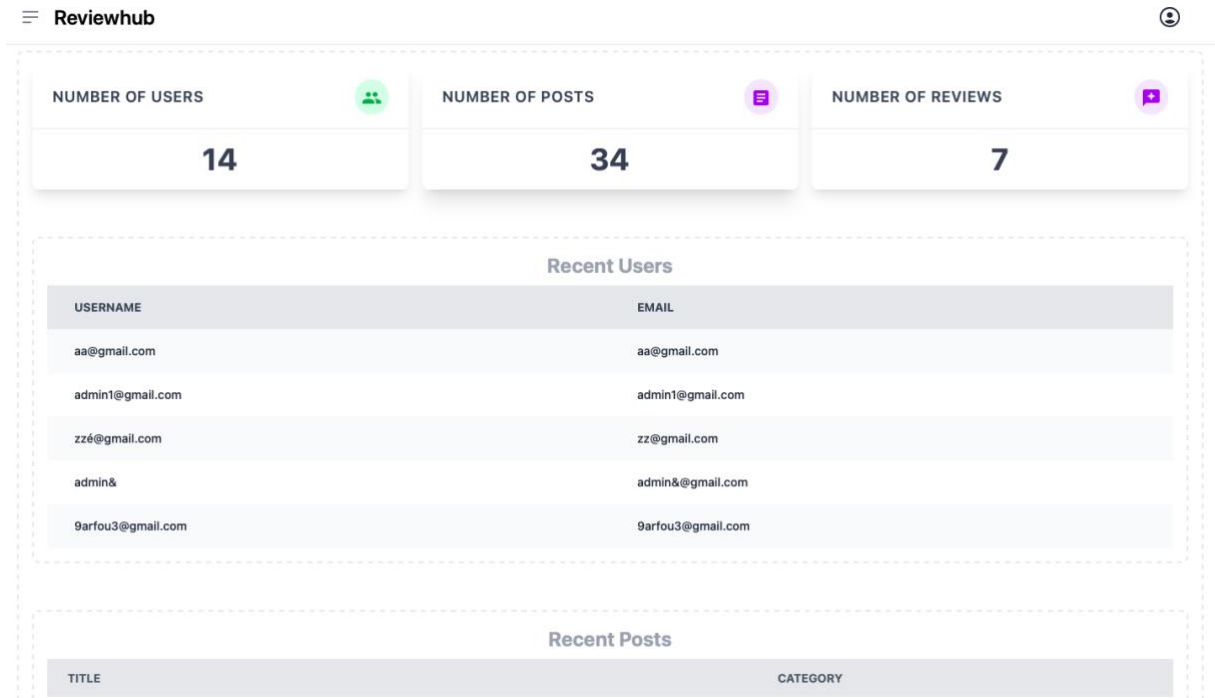 Reviewhub
NUMBER OF USERS
14
NUMBER OF POSTS
34
NUMBER OF REVIEWS
7
Recent Users
USERNAME EMAIL
aa@gmail.com aa@gmail.com
admin1@gmail.com admin1@gmail.com
zzé@gmail.com zz@gmail.com
admin& admin&@gmail.com
9arfou3@gmail.com 9arfou3@gmail.com
Recent Posts
TITLE CATEGORY